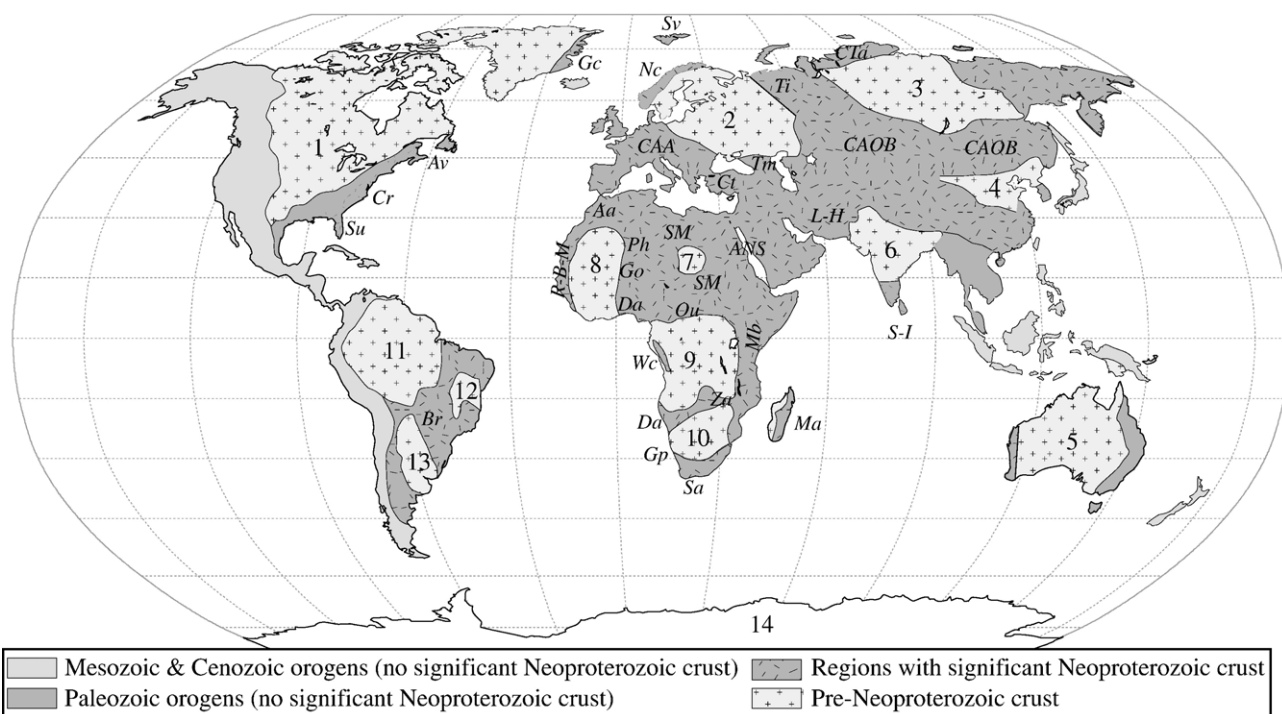 Sv
CTa
Gc
Nc
Ti
3
2
1
CAA
CAOB
CAOB
Av
Tm
4
Ct
Cr
Aa
L-H
Su
Ph
SM
ANS
6
R-B-M
8
Go
7
SM
Da
Ou
S-I
Mb
11
Wc
9
12
Za
Br
Da
Ma
10
5
13
Gp
Sa
14
Mesozoic & Cenozoic orogens (no significant Neoproterozoic crust)
Regions with significant Neoproterozoic crust
Paleozoic orogens (no significant Neoproterozoic crust)
Pre-Neoproterozoic crust